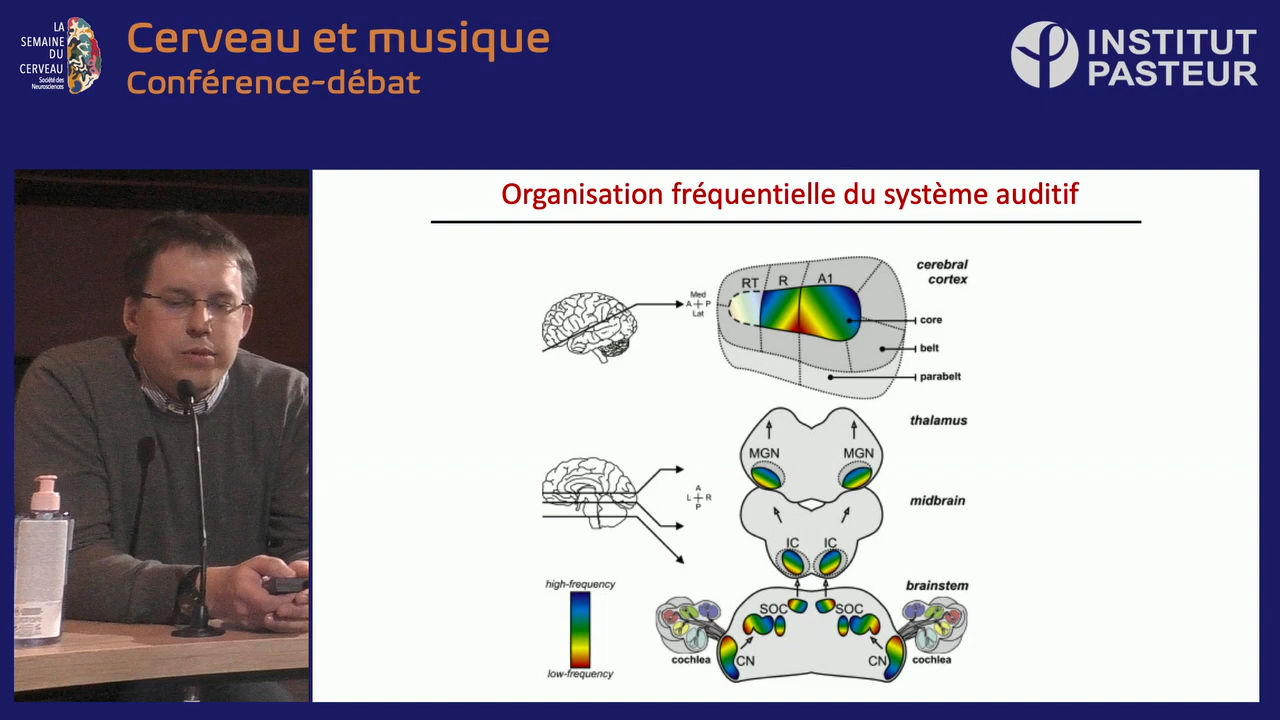 LA
SEMAINE
DU
CERVEAU
Société des
Neurosciences
Cerveau et musique
Conférence-débat
INSTITUT
PASTEUR
Organisation fréquentielle du système auditif
cerebral
cortex
RT
R
A1
Med
A
P
Lat
core
belt
parabelt
thalamus
MGN
MGN
midbrain
A
L
R
P
IC
IC
brainstem
high-frequency
SOC
SOC
cochlea
CN
CN
cochlea
low-frequency